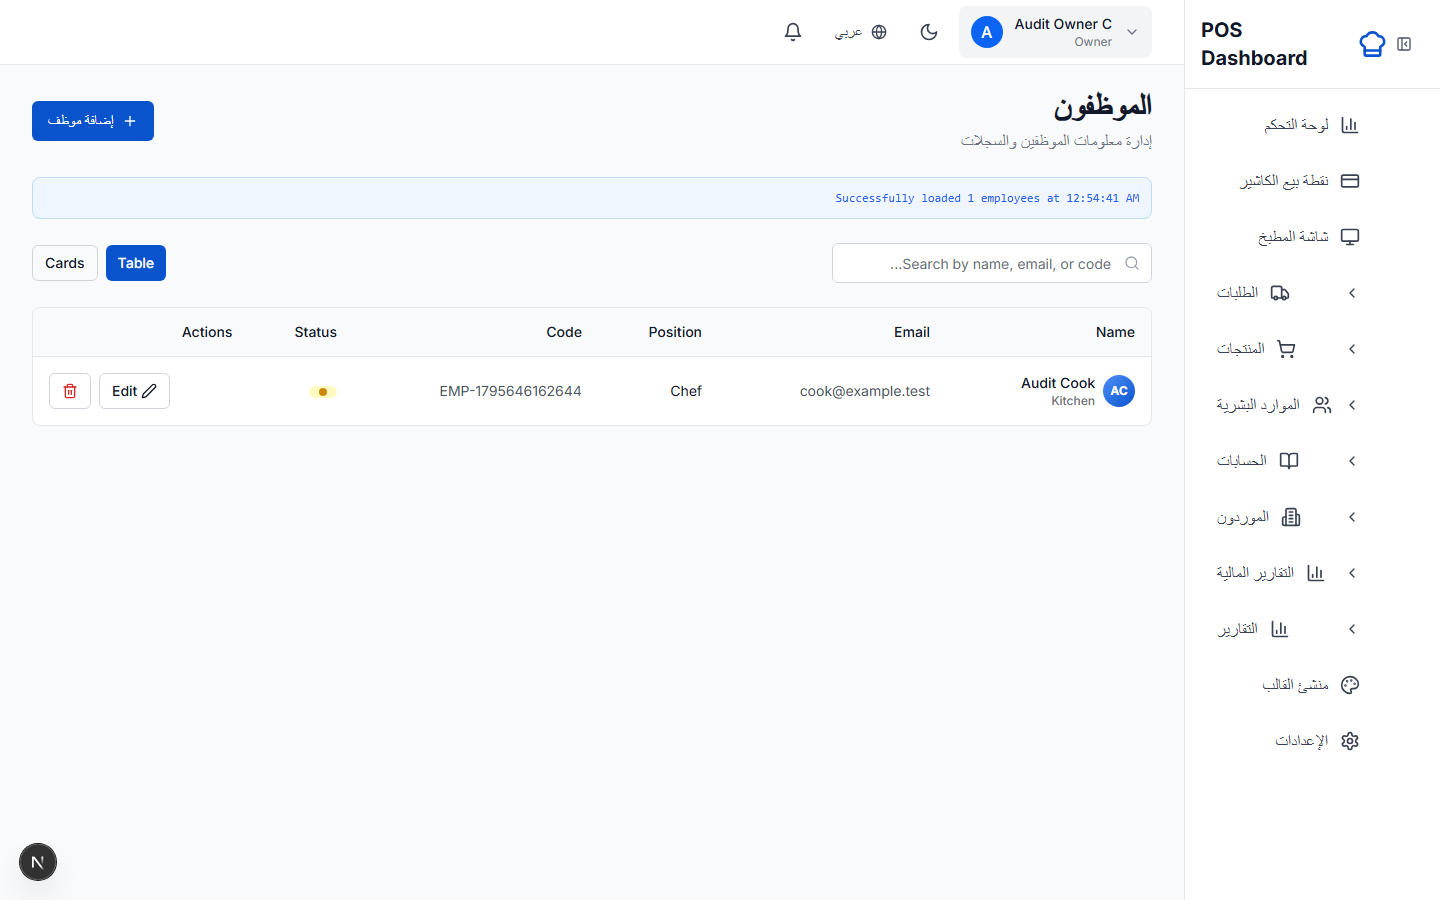 POS
Dashboard
لوحة التحكم
نقطة بيع الكاشير
شاشة المطبخ
الطلبات
المنتجات
الموارد البشرية
الحسابات
الموردون
التقارير المالية
التقارير
منشئ القالب
الإعدادات
A
Audit Owner C
Owner
عربي
الموظفون
إدارة معلومات الموظفين والسجلات
إضافة موظف
Successfully loaded 1 employees at 12:54:41 AM
...Search by name, email, or code
Table
Cards
Name
Email
Position
Code
Status
Actions
AC
Audit Cook
Kitchen
cook@example.test
Chef
EMP-1795646162644
Edit
N